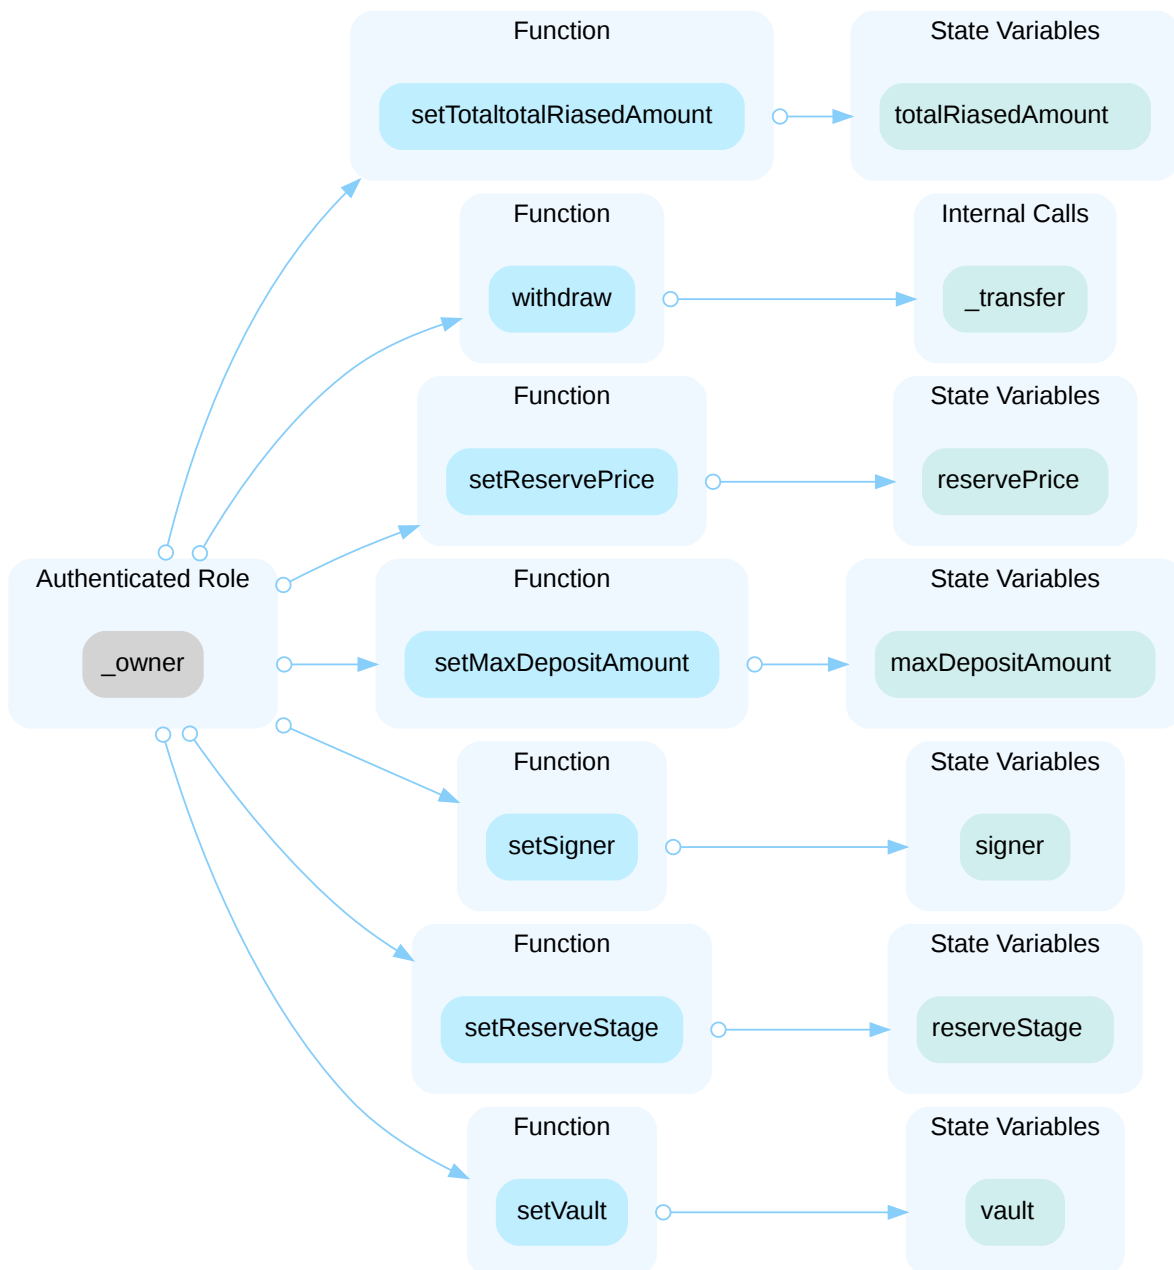 Function
State Variables
setTotaltotalRiasedAmount
totalRiasedAmount
Function
Internal Calls
withdraw
_transfer
Function
State Variables
setReservePrice
reservePrice
Authenticated Role
_owner
Function
State Variables
setMaxDepositAmount
maxDepositAmount
Function
State Variables
setSigner
signer
Function
State Variables
setReserveStage
reserveStage
Function
State Variables
setVault
vault